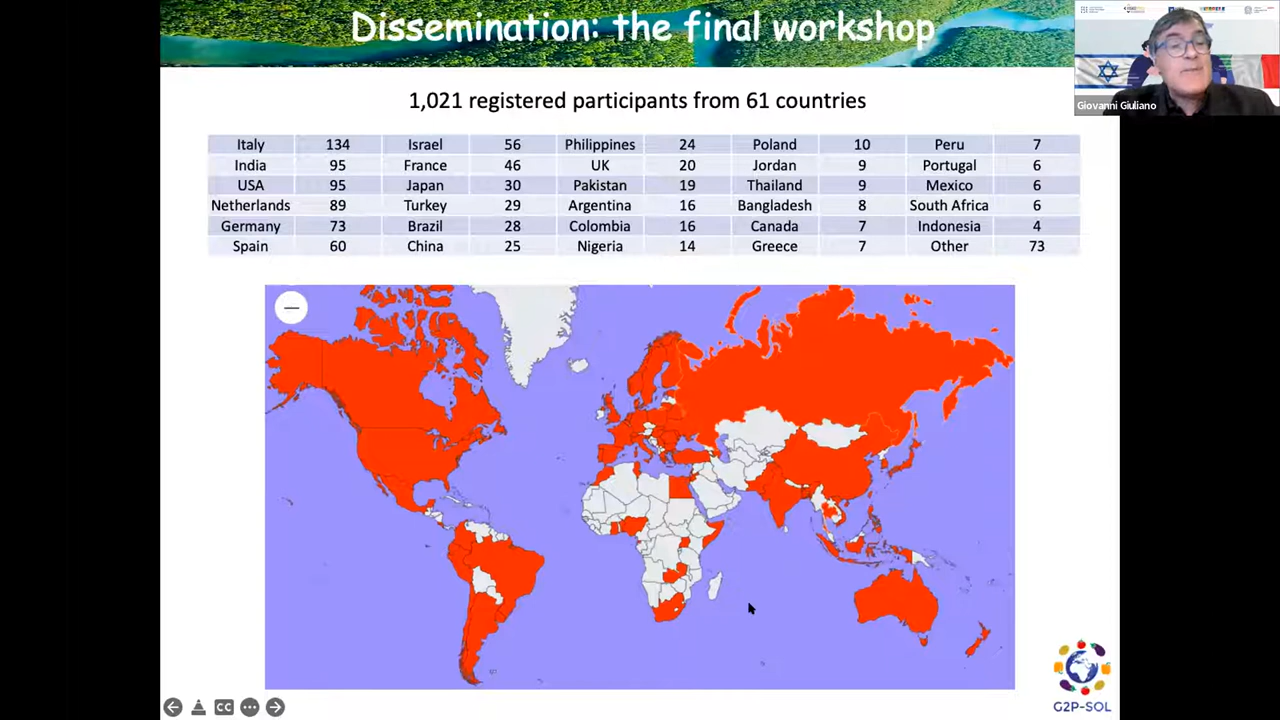 Dissemination: the final workshop
Giovanni Giuliano
1,021 registered participants from 61 countries
Italy 134 Israel 56 Philippines 24 Poland 10 Peru 7
India 95 France 46 UK 20 Jordan 9 Portugal 6
USA 95 Japan 30 Pakistan 19 Thailand 9 Mexico 6
Netherlands 89 Turkey 29 Argentina 16 Bangladesh 8 South Africa 6
Germany 73 Brazil 28 Colombia 16 Canada 7 Indonesia 4
Spain 60 China 25 Nigeria 14 Greece 7 Other 73
G2P-SOL
CC